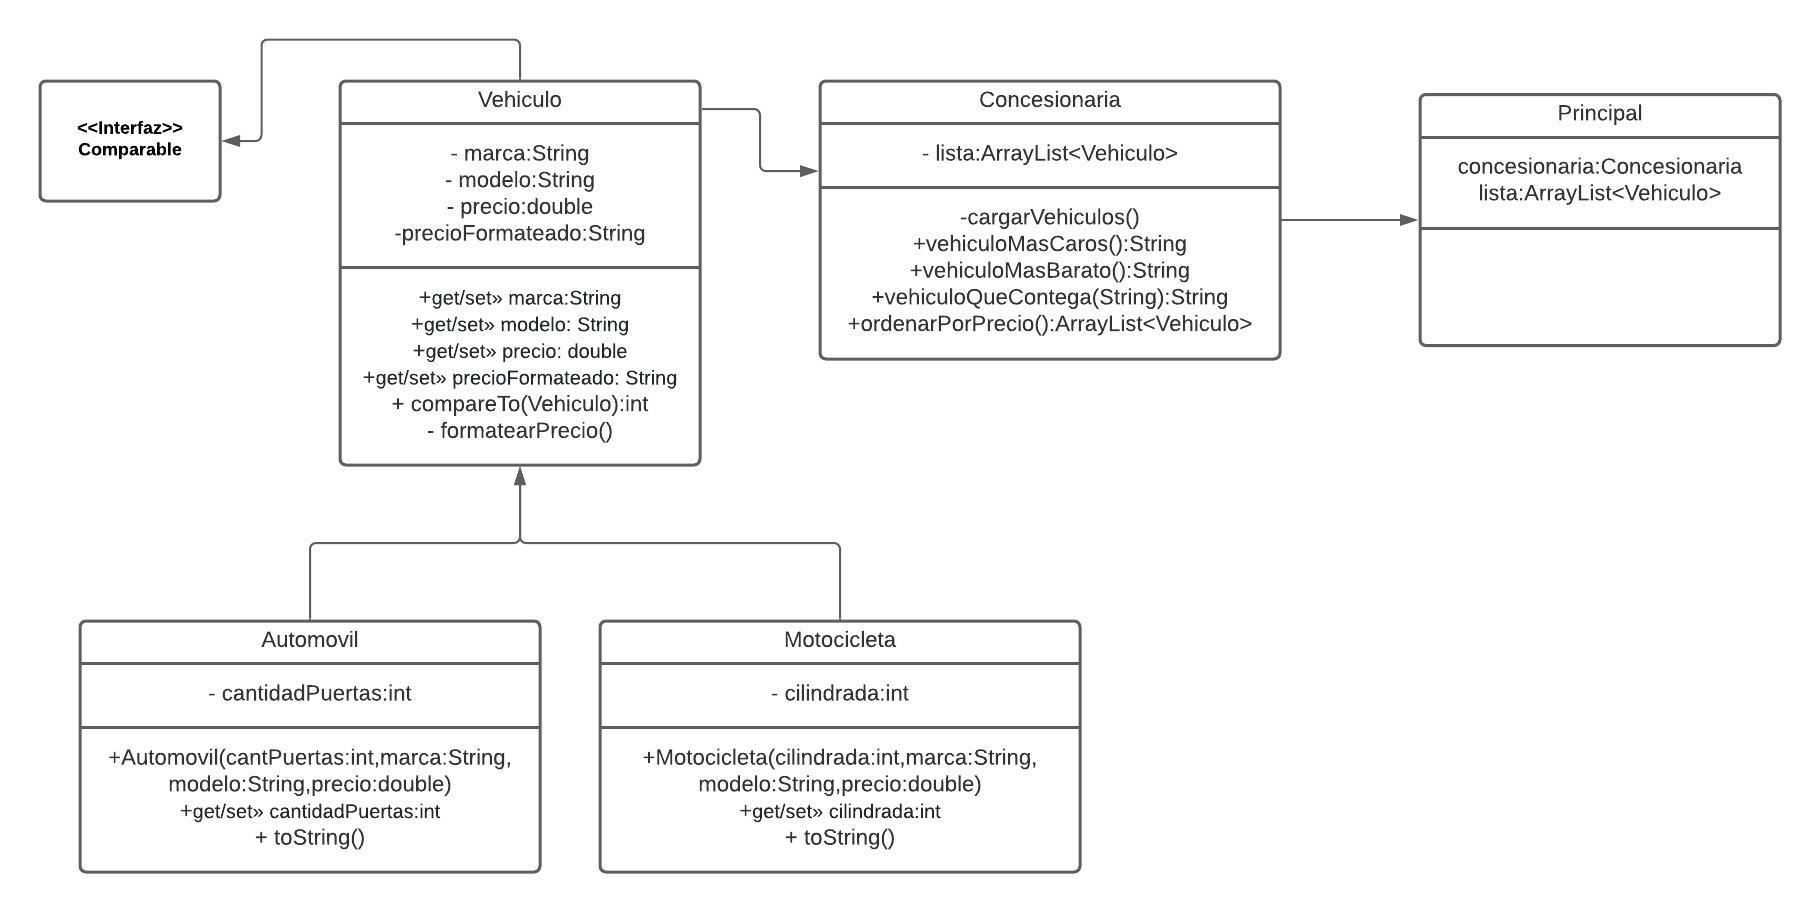 <<Interfaz>>
Comparable
Vehiculo
- marca:String
- modelo:String
- precio:double
-precioFormateado:String
+get/set» marca:String
+get/set» modelo: String
+get/set» precio: double
+get/set» precioFormateado: String
+ compareTo(Vehiculo):int
- formatearPrecio()
Concesionaria
- lista:ArrayList<Vehiculo>
-cargarVehiculos()
+vehiculoMasCaros():String
+vehiculoMasBarato():String
+vehiculoQueContega(String):String
+ordenarPorPrecio():ArrayList<Vehiculo>
Principal
concesionaria:Concesionaria
lista:ArrayList<Vehiculo>
Automovil
- cantidadPuertas:int
+Automovil(cantPuertas:int,marca:String,
modelo:String,precio:double)
+get/set» cantidadPuertas:int
+ toString()
Motocicleta
- cilindrada:int
+Motocicleta(cilindrada:int,marca:String,
modelo:String,precio:double)
+get/set» cilindrada:int
+ toString()